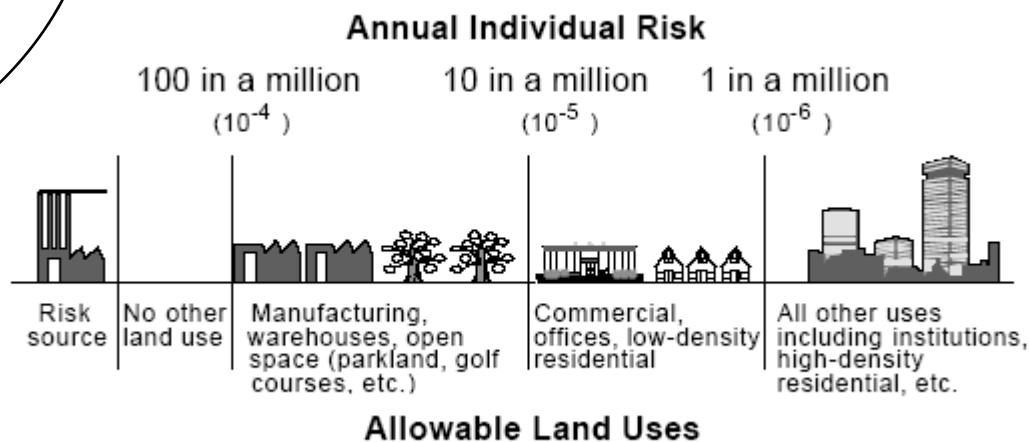 Annual Individual Risk
100 in a million
(10⁻⁴ )
10 in a million
(10⁻⁵ )
1 in a million
(10⁻⁶ )
Risk
source
No other
land use
Manufacturing,
warehouses, open
space (parkland, golf
courses, etc.)
Commercial,
offices, low-density
residential
All other uses
including institutions,
high-density
residential, etc.
Allowable Land Uses